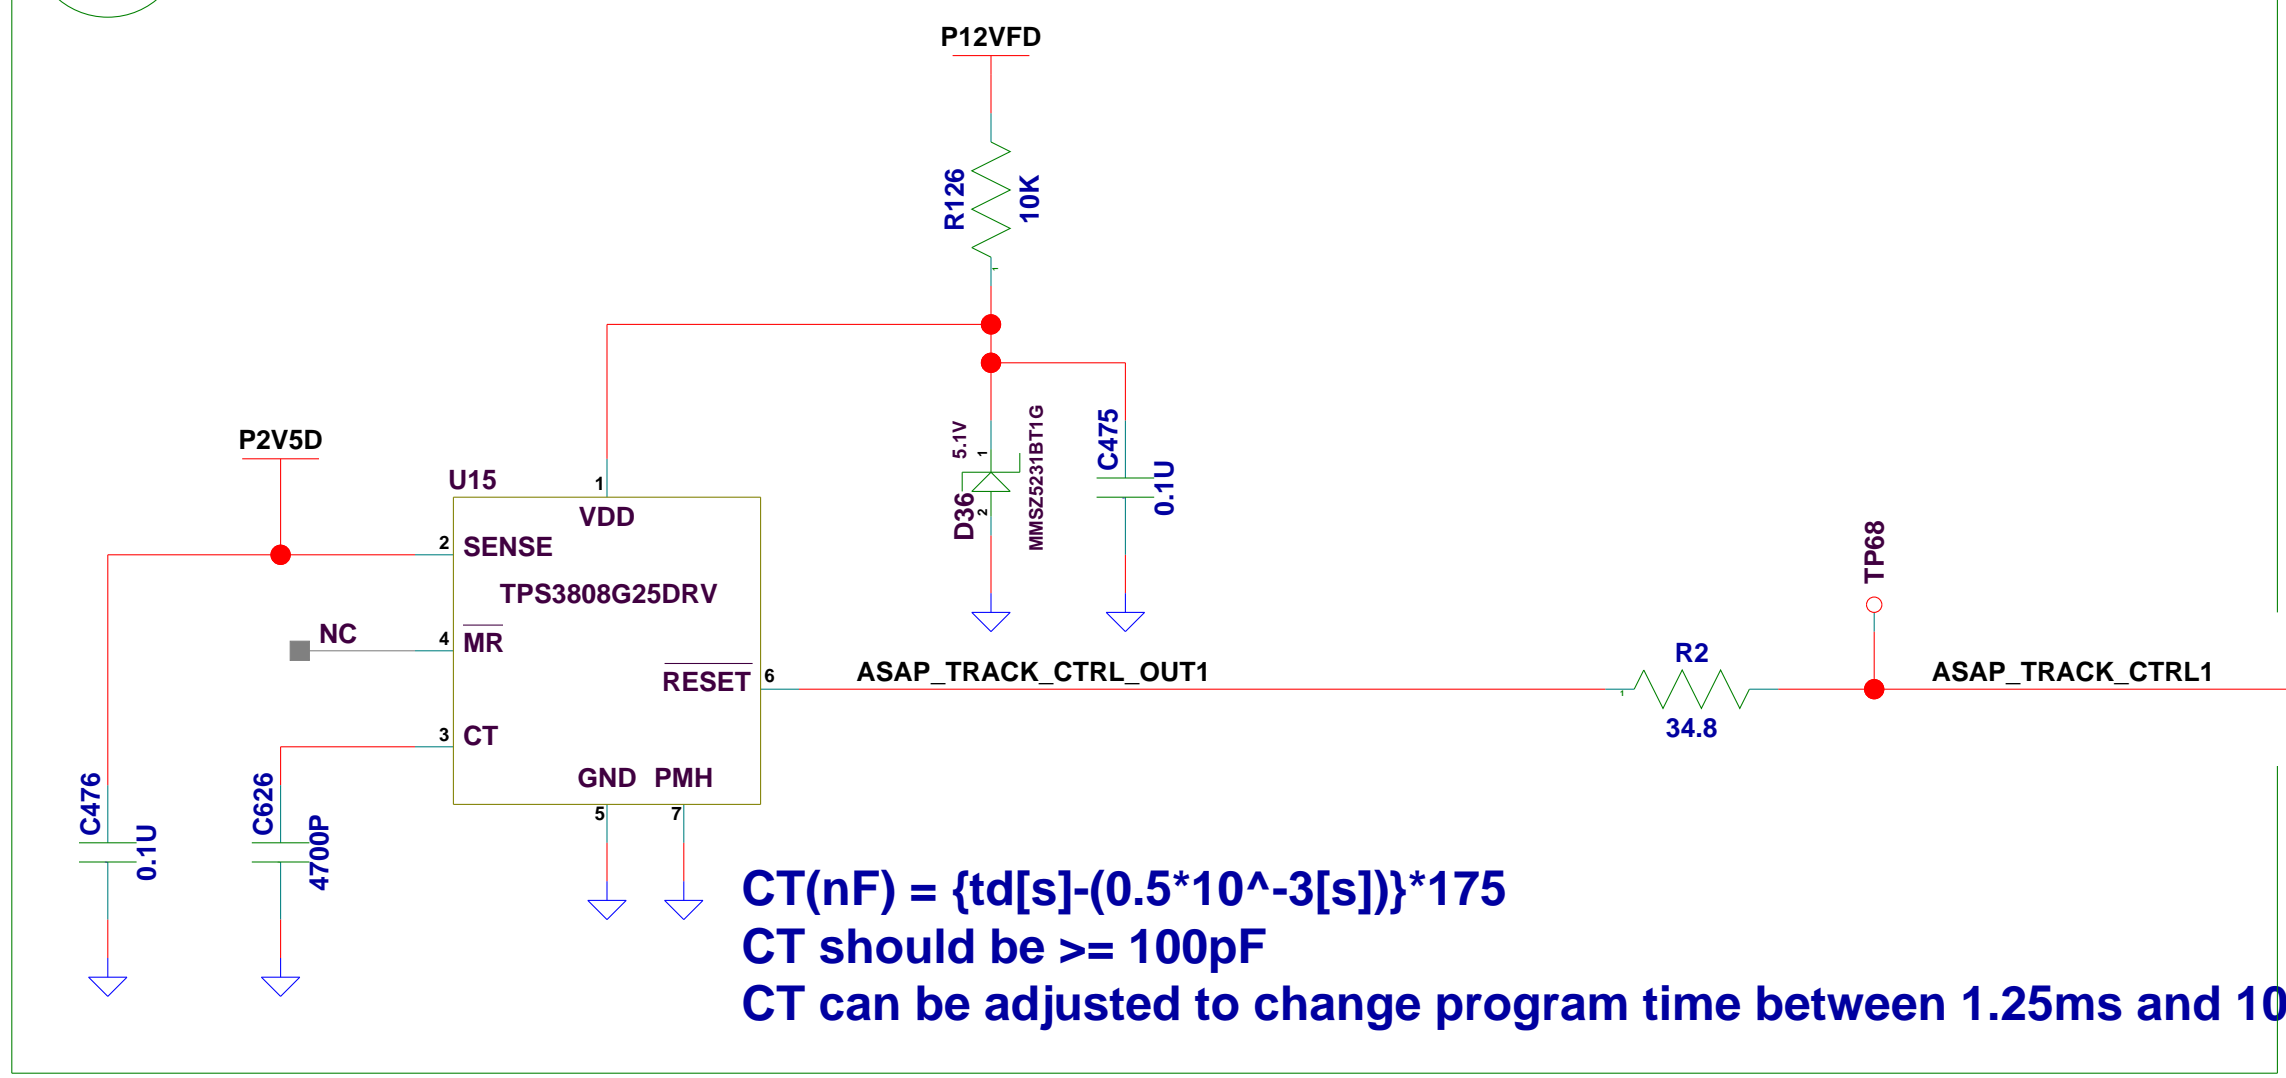 P12VFD
R126
10K
1
P2V5D
U15
1
VDD
5.1V
1
D36
2
MMSZ5231BT1G
C475
0.1U
2
SENSE
TPS3808G25DRV
NC
4
MR
RESET
6
ASAP_TRACK_CTRL_OUT1
1
R2
34.8
TP68
ASAP_TRACK_CTRL1
3
CT
GND
PMH
5
7
C476
0.1U
C626
4700P
CT(nF) = {td[s]-(0.5*10^-3[s])}*175
CT should be >= 100pF
CT can be adjusted to change program time between 1.25ms and 10